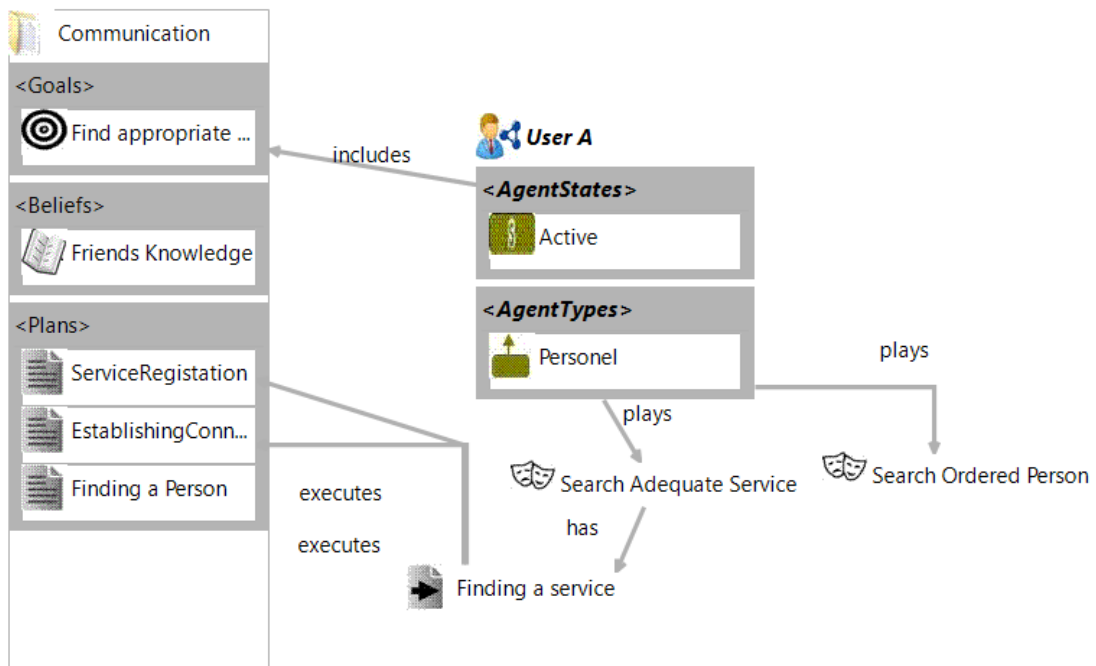 Communication
<Goals>
Find appropriate ...
<Beliefs>
Friends Knowledge
<Plans>
ServiceRegistation
EstablishingConn...
Finding a Person
includes
User A
<AgentStates>
Active
<AgentTypes>
Personel
plays
plays
Search Adequate Service
Search Ordered Person
has
executes
executes
Finding a service